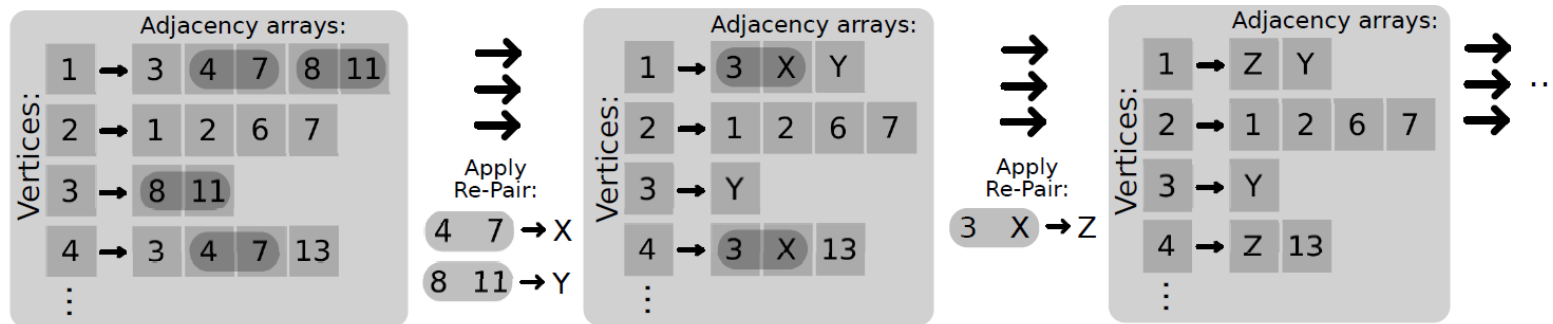 Adjacency arrays:
Vertices:
1 → 3 4 7 8 11
2 → 1 2 6 7
3 → 8 11
4 → 3 4 7 13
⋮
Apply
Re-Pair:
4 7 → X
8 11 → Y
Adjacency arrays:
Vertices:
1 → 3 X Y
2 → 1 2 6 7
3 → Y
4 → 3 X 13
⋮
Apply
Re-Pair:
3 X → Z
Adjacency arrays:
Vertices:
1 → Z Y
2 → 1 2 6 7
3 → Y
4 → Z 13
⋮
..